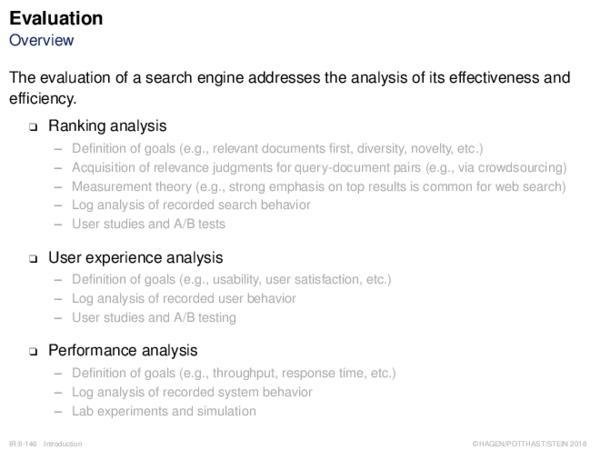 Evaluation
Overview
The evaluation of a search engine addresses the analysis of its effectiveness and
efficiency.
❑ Ranking analysis
– Definition of goals (e.g., relevant documents first, diversity, novelty, etc.)
– Acquisition of relevance judgments for query-document pairs (e.g., via crowdsourcing)
– Measurement theory (e.g., strong emphasis on top results is common for web search)
– Log analysis of recorded search behavior
– User studies and A/B tests
❑ User experience analysis
– Definition of goals (e.g., usability, user satisfaction, etc.)
– Log analysis of recorded user behavior
– User studies and A/B testing
❑ Performance analysis
– Definition of goals (e.g., throughput, response time, etc.)
– Log analysis of recorded system behavior
– Lab experiments and simulation
IR:II-146 Introduction ©HAGEN/POTTHAST/STEIN 2018